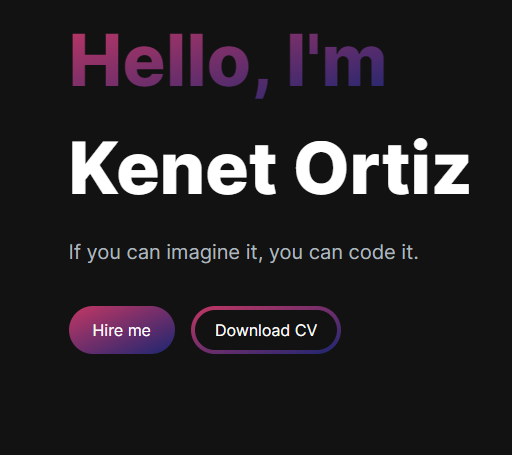 Hello, I'm
Kenet Ortiz
If you can imagine it, you can code it.
Hire me
Download CV